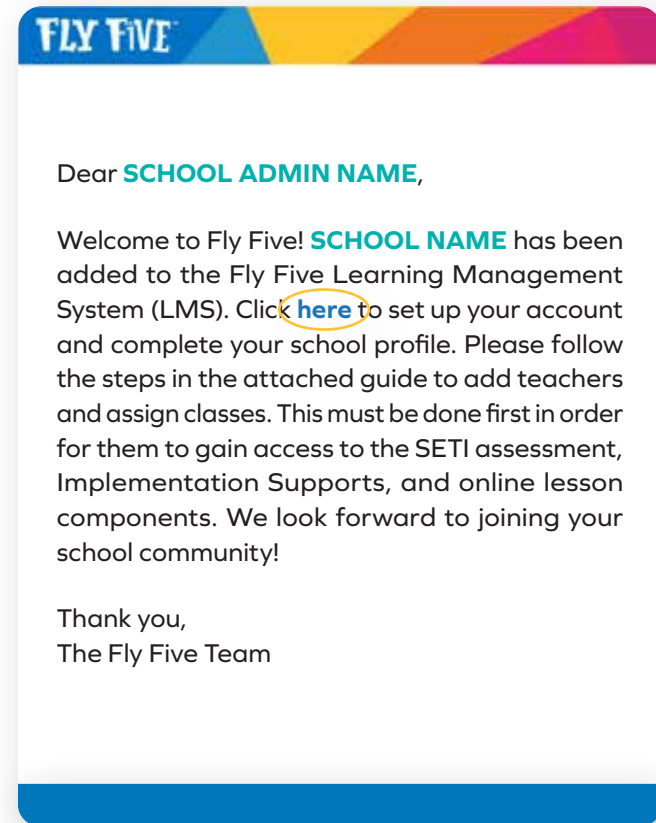 FLY FiVE™
Dear SCHOOL ADMIN NAME,
Welcome to Fly Five! SCHOOL NAME has been
added to the Fly Five Learning Management
System (LMS). Click here to set up your account
and complete your school profile. Please follow
the steps in the attached guide to add teachers
and assign classes. This must be done first in order
for them to gain access to the SETI assessment,
Implementation Supports, and online lesson
components. We look forward to joining your
school community!
Thank you,
The Fly Five Team